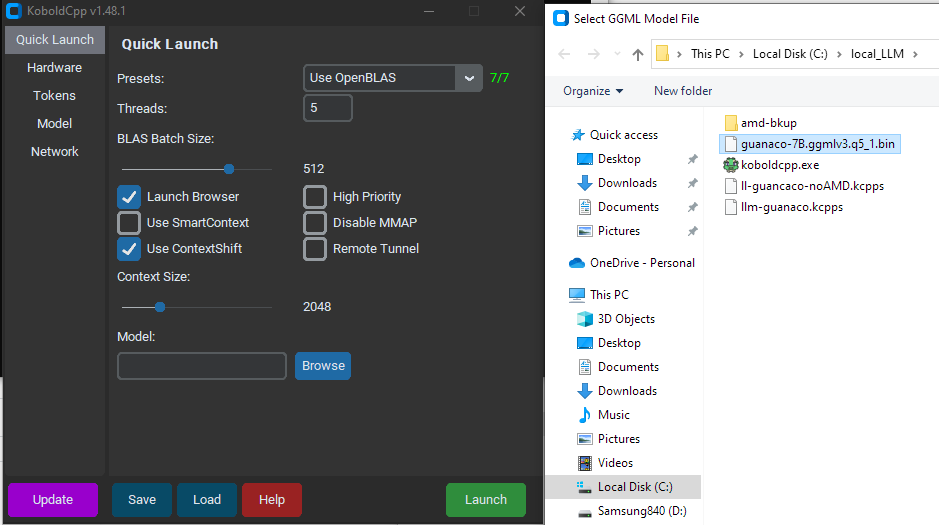 KoboldCpp v1.48.1
Quick Launch
Hardware
Tokens
Model
Network
Quick Launch
Presets:
Use OpenBLAS
7/7
Threads:
5
BLAS Batch Size:
512
Launch Browser
High Priority
Use SmartContext
Disable MMAP
Use ContextShift
Remote Tunnel
Context Size:
2048
Model:
Browse
Update
Save
Load
Help
Launch
Select GGML Model File
This PC > Local Disk (C:) > local_LLM >
Organize
New folder
Quick access
Desktop
Downloads
Documents
Pictures
OneDrive - Personal
This PC
3D Objects
Desktop
Documents
Downloads
Music
Pictures
Videos
Local Disk (C:)
Samsung840 (D:)
amd-bkup
guanaco-7B.ggmlv3.q5_1.bin
koboldcpp.exe
ll-guancaco-noAMD.kcpps
llm-guanaco.kcpps